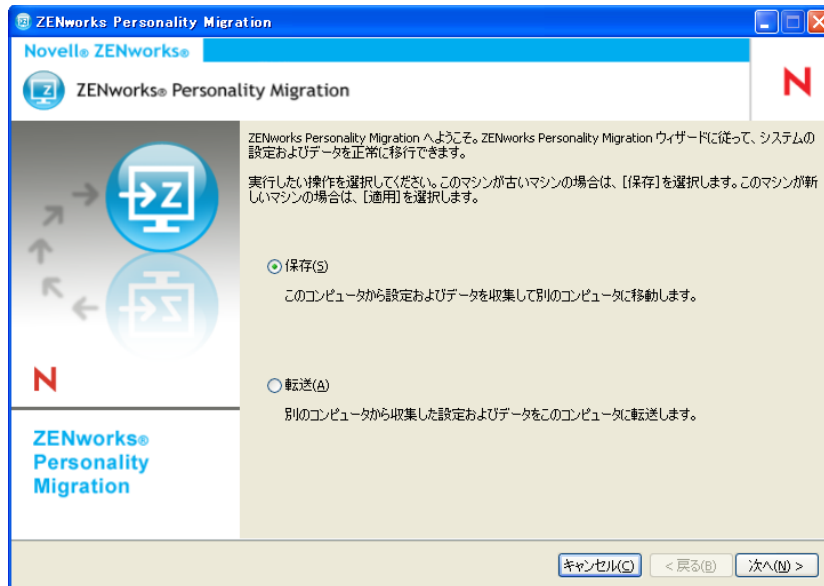 ZENworks Personality Migration
Novell® ZENworks®
ZENworks® Personality Migration
N
ZENworks Personality Migration へようこそ。ZENworks Personality Migration ウィザードに従って、システムの
設定およびデータを正常に移行できます。
実行したい操作を選択してください。このマシンが古いマシンの場合は、[保存]を選択します。このマシンが新
しいマシンの場合は、[適用]を選択します。
Z
保存(S)
このコンピュータから設定およびデータを収集して別のコンピュータに移動します。
転送(A)
別のコンピュータから収集した設定およびデータをこのコンピュータに転送します。
N
ZENworks®
Personality
Migration
キャンセル(C) < 戻る(B) 次へ(N) >